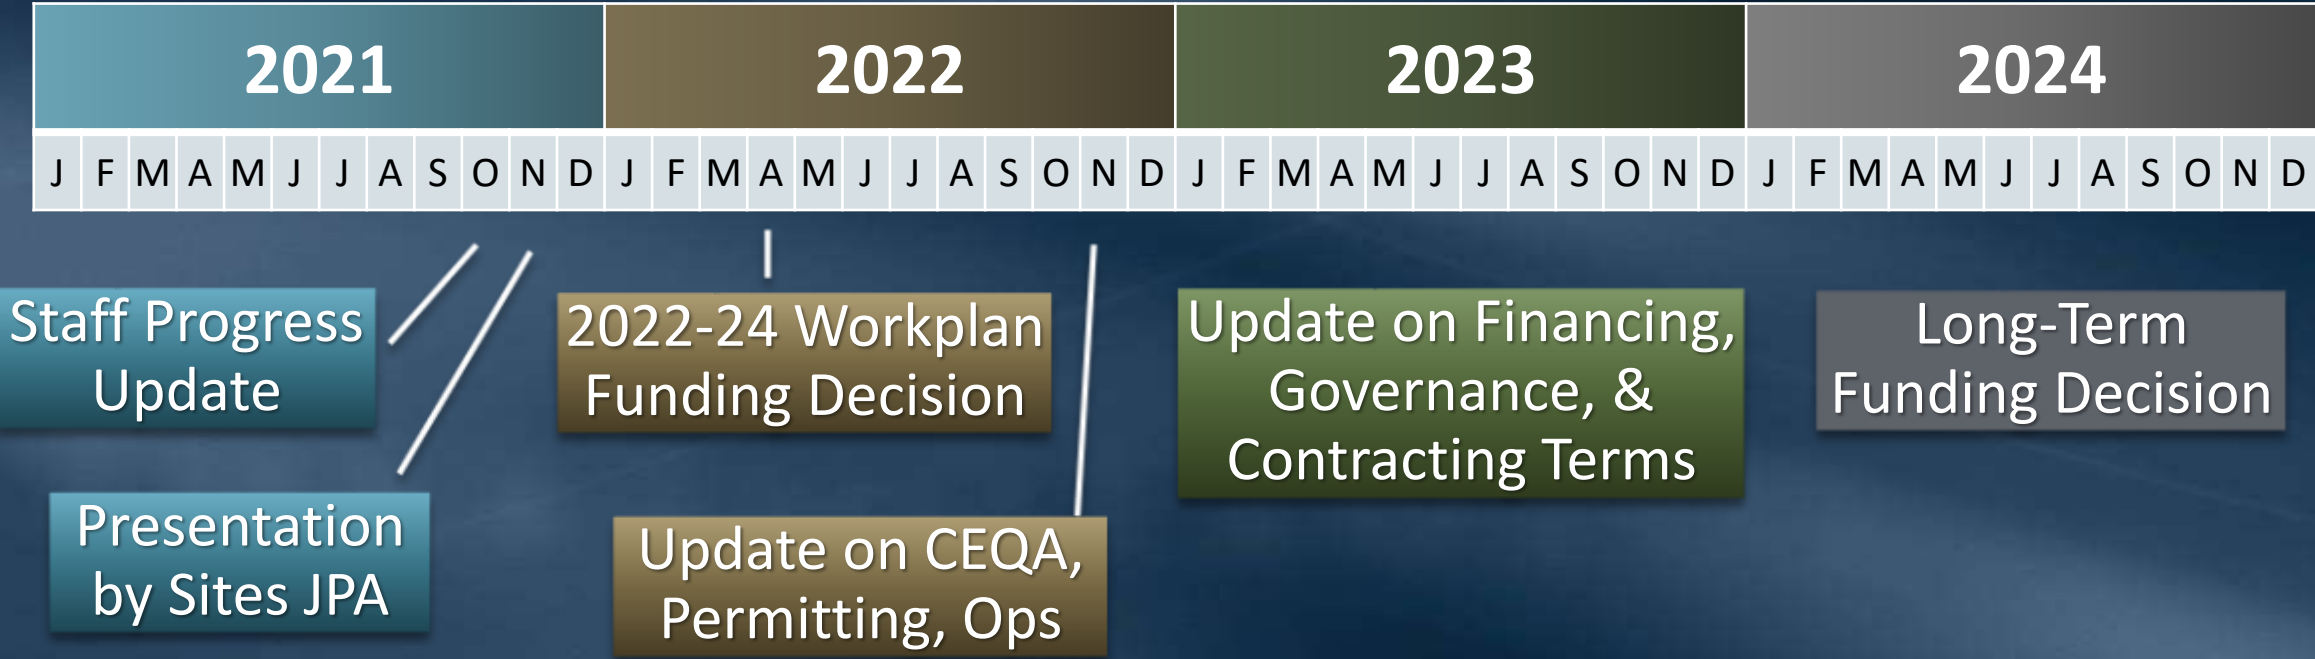 2021 2022 2023 2024
J F M A M J J A S O N D J F M A M J J A S O N D J F M A M J J A S O N D J F M A M J J A S O N D
Staff Progress
Update
Presentation
by Sites JPA
2022-24 Workplan
Funding Decision
Update on CEQA,
Permitting, Ops
Update on Financing,
Governance, &
Contracting Terms
Long-Term
Funding Decision